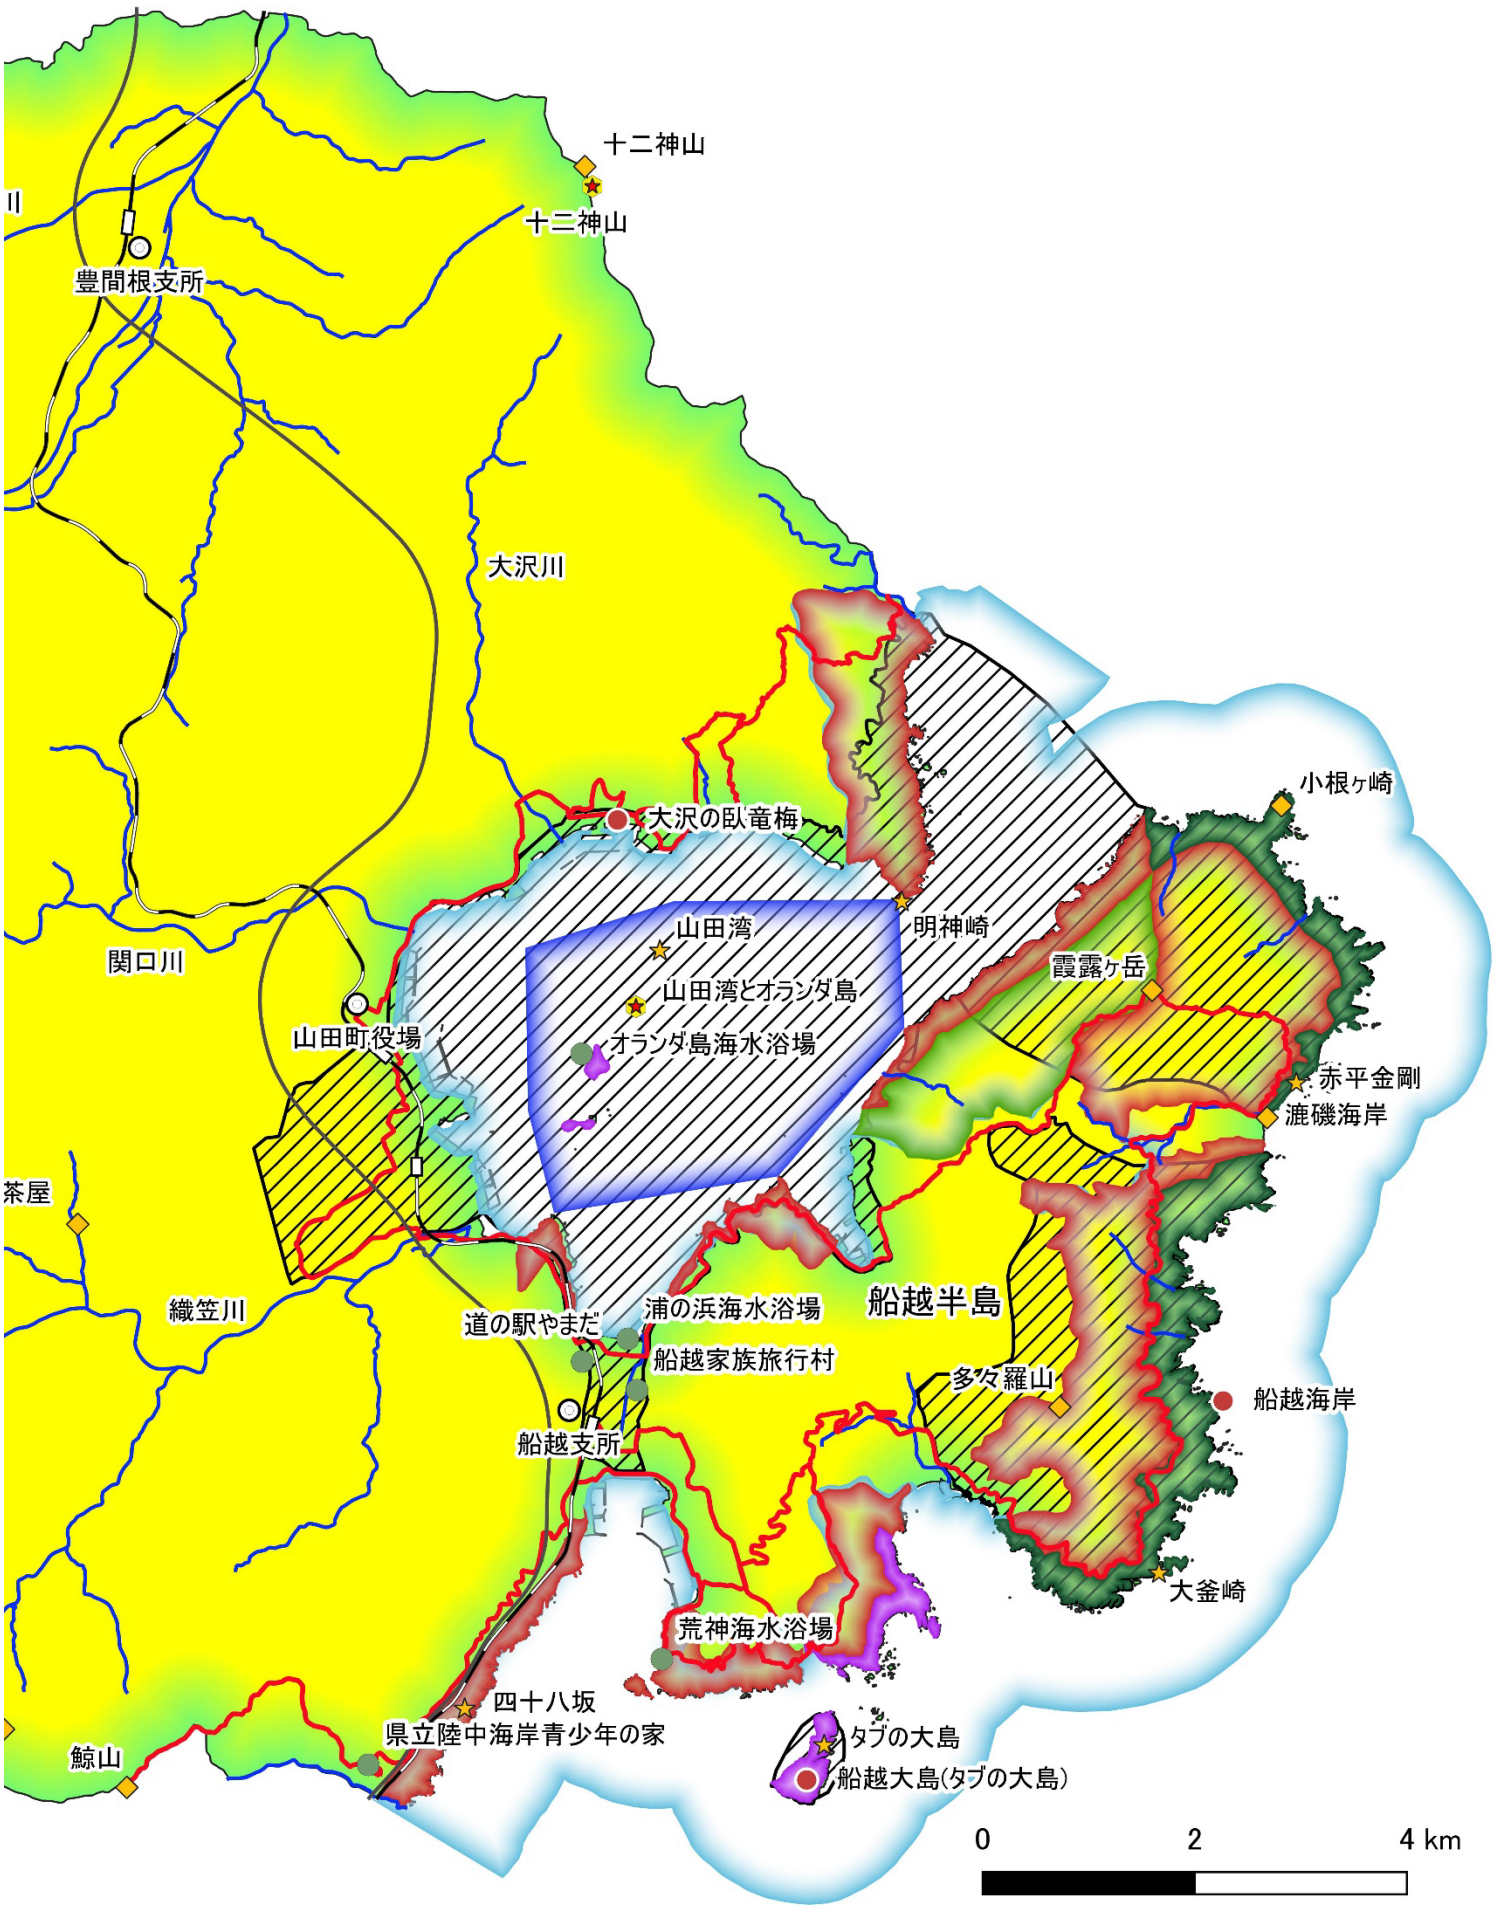 十二神山
川
十二神山
豊間根支所
大沢川
小根ヶ崎
大沢の臥竜梅
山田湾
明神崎
関口川
霞露ヶ岳
山田湾とオランダ島
山田町役場
オランダ島海水浴場
赤平金剛
漉磯海岸
茶屋
織笠川
道の駅やまだ
浦の浜海水浴場
船越半島
船越家族旅行村
多々羅山
船越海岸
船越支所
大釜崎
荒神海水浴場
四十八坂
県立陸中海岸青少年の家
タブの大島
鯨山
船越大島(タブの大島)
0 2 4 km